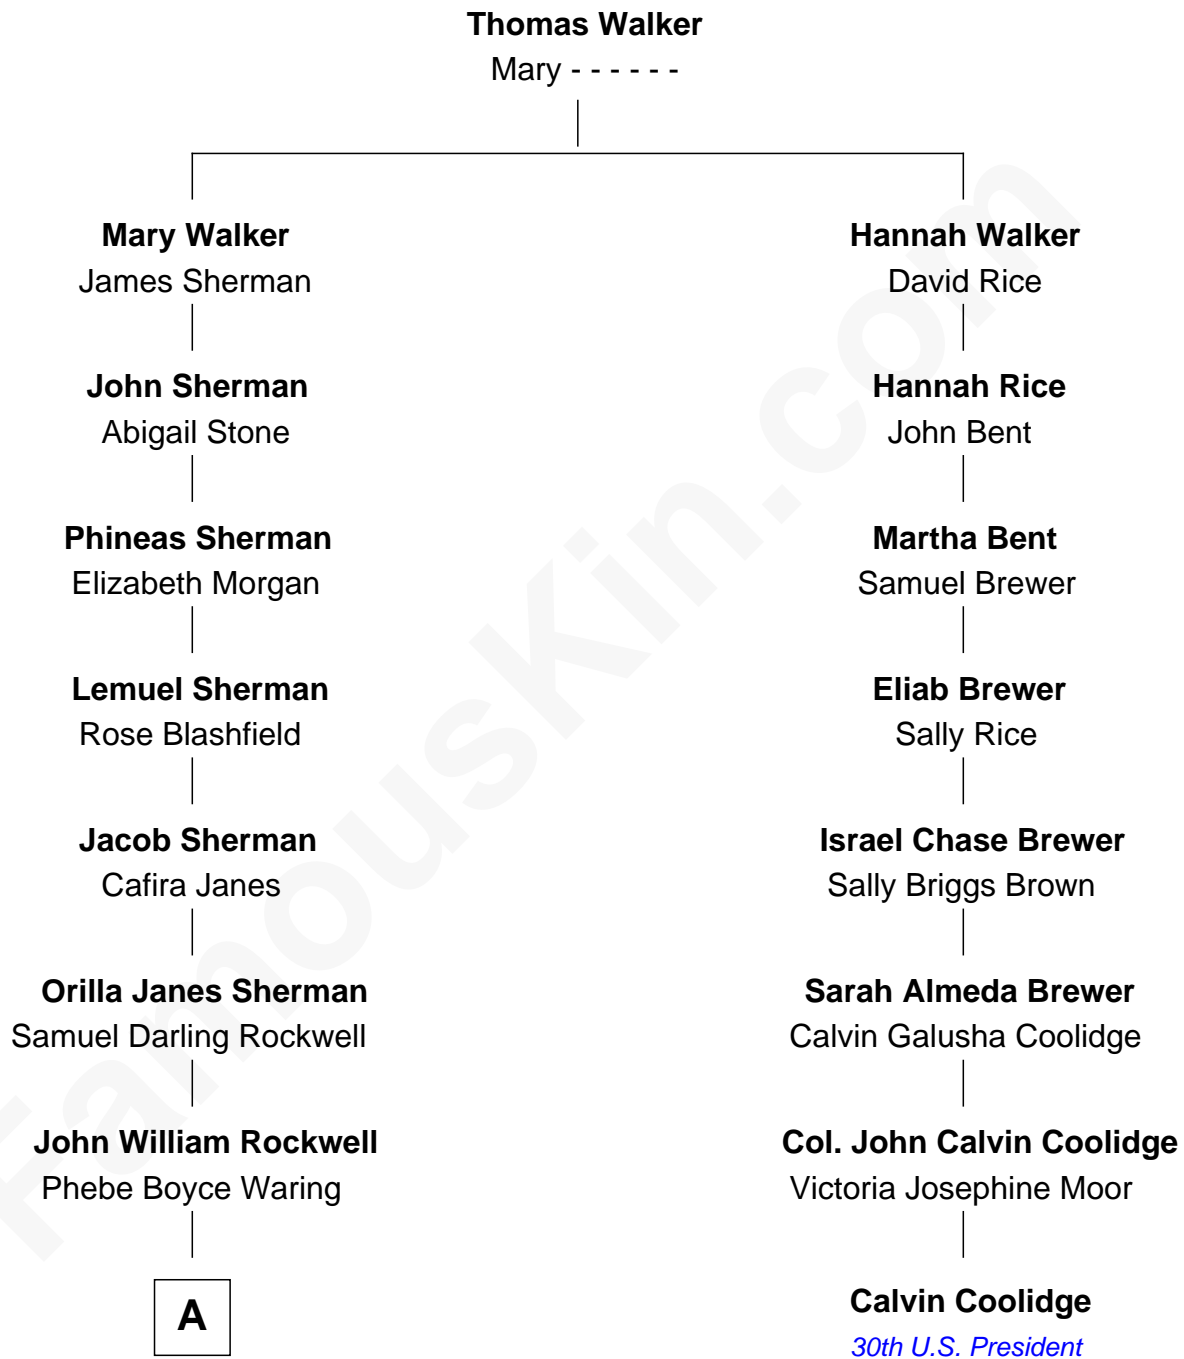 Thomas Walker
Mary - - - - - -
Mary Walker
James Sherman
Hannah Walker
David Rice
John Sherman
Abigail Stone
Hannah Rice
John Bent
Phineas Sherman
Elizabeth Morgan
Martha Bent
Samuel Brewer
Lemuel Sherman
Rose Blashfield
Eliab Brewer
Sally Rice
Jacob Sherman
Cafira Janes
Israel Chase Brewer
Sally Briggs Brown
Orilla Janes Sherman
Samuel Darling Rockwell
Sarah Almeda Brewer
Calvin Galusha Coolidge
John William Rockwell
Phebe Boyce Waring
Col. John Calvin Coolidge
Victoria Josephine Moor
A
Calvin Coolidge
30th U.S. President
FamousKin.com